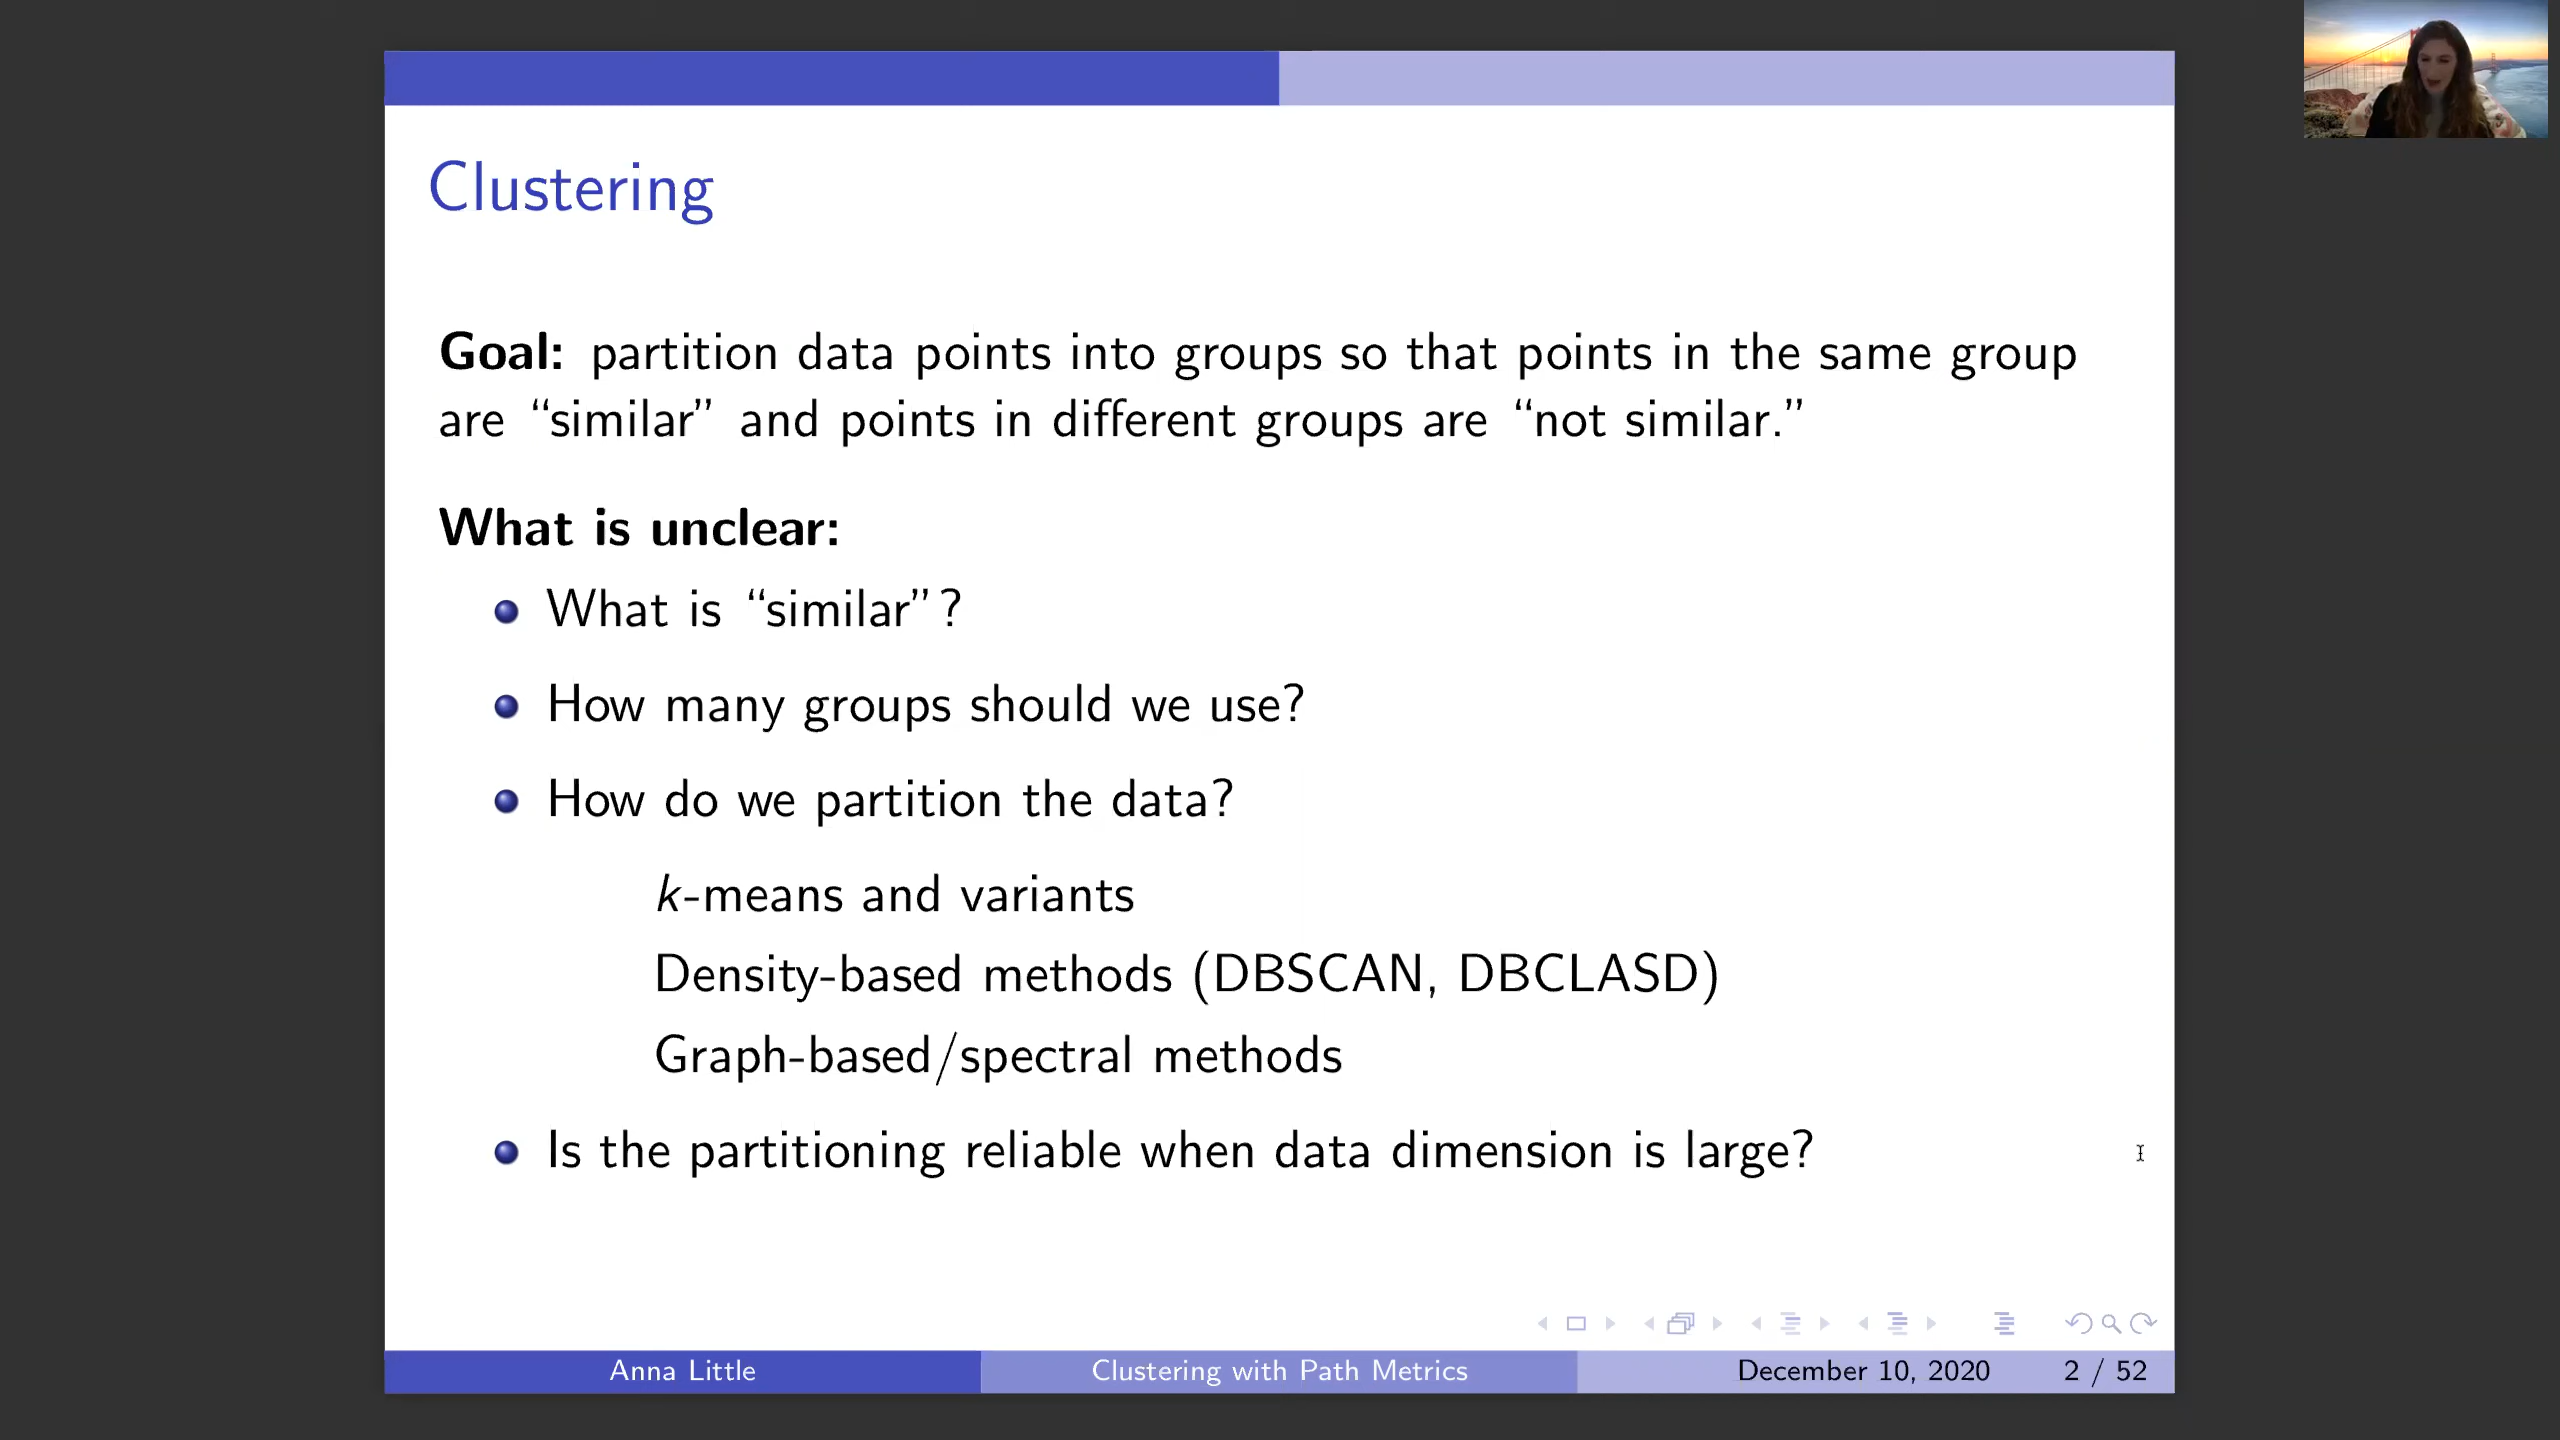 Clustering
Goal: partition data points into groups so that points in the same group
are “similar” and points in different groups are “not similar.”
What is unclear:
What is “similar”?
How many groups should we use?
How do we partition the data?
k-means and variants
Density-based methods (DBSCAN, DBCLASD)
Graph-based/spectral methods
Is the partitioning reliable when data dimension is large?
Anna Little Clustering with Path Metrics December 10, 2020 2 / 52